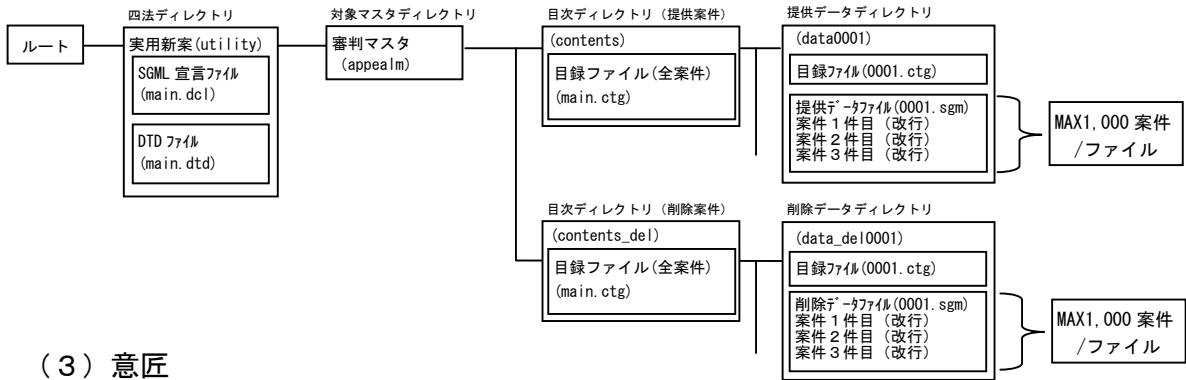 四法ディレクトリ
対象マスタディレクトリ
目次ディレクトリ（提供案件）
提供データディレクトリ
ルート
実用新案(utility)
SGML 宣言ﾌｧｲﾙ
(main.dcl)
DTD ﾌｧｲﾙ
(main.dtd)
審判マスタ
(appealm)
(contents)
目録ファイル(全案件)
(main.ctg)
(data0001)
目録ﾌｧｲﾙ(0001.ctg)
提供ﾃﾞｰﾀﾌｧｲﾙ(0001.sgm)
案件１件目（改行）
案件２件目（改行）
案件３件目（改行）
MAX1,000 案件
/ファイル
目次ディレクトリ（削除案件）
削除データディレクトリ
(contents_del)
目録ファイル(全案件)
(main.ctg)
(data_del0001)
目録ﾌｧｲﾙ(0001.ctg)
削除ﾃﾞｰﾀﾌｧｲﾙ(0001.sgm)
案件１件目（改行）
案件２件目（改行）
案件３件目（改行）
MAX1,000 案件
/ファイル
（３）意匠